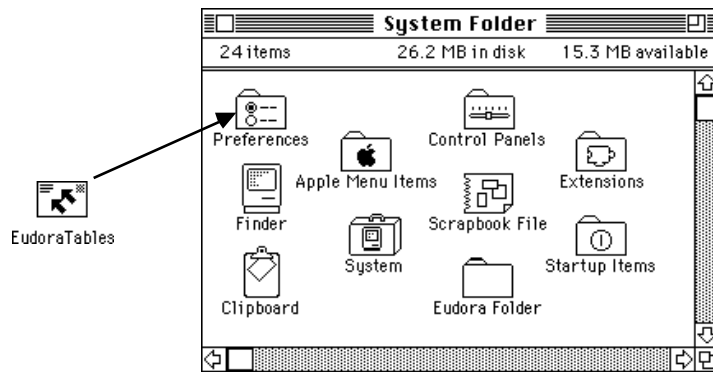 System Folder
24 items 26.2 MB in disk 15.3 MB available
Preferences
Control Panels
Apple Menu Items
Extensions
EudoraTables
Finder
Scrapbook File
System
Startup Items
Clipboard
Eudora Folder